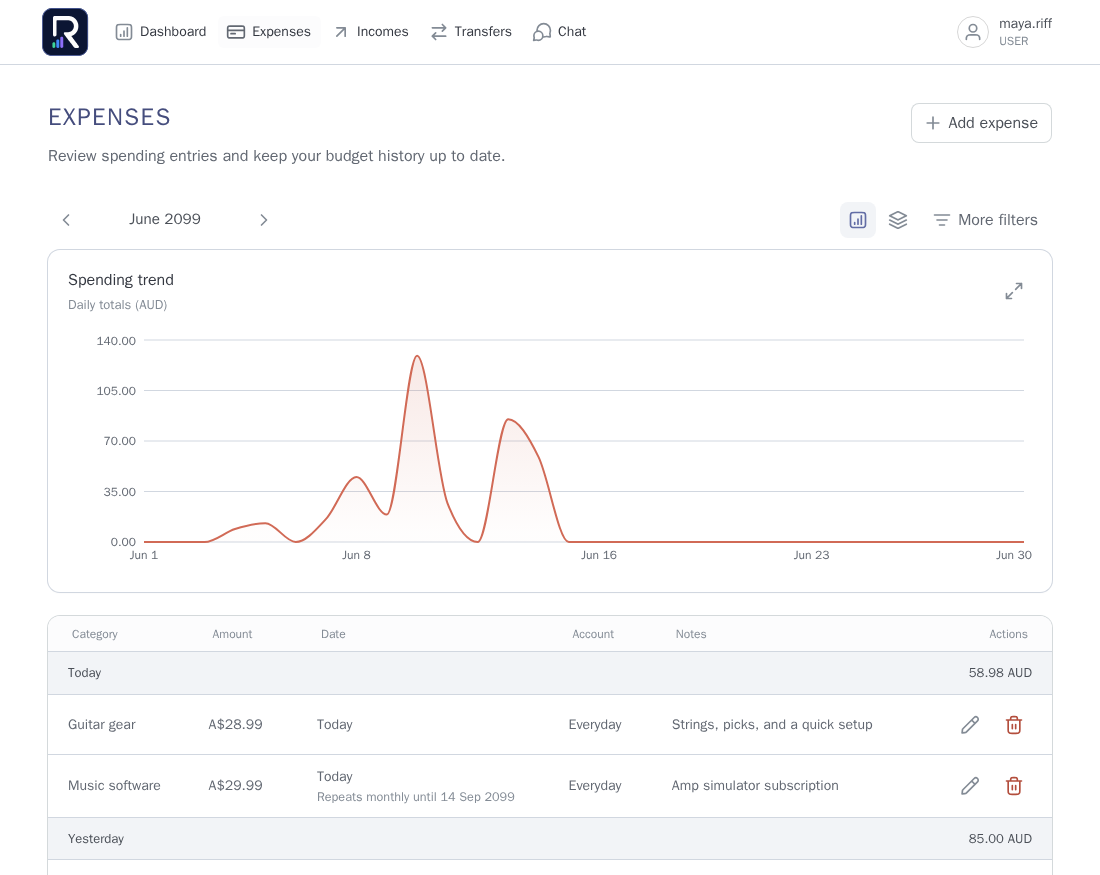 R
Dashboard Expenses Incomes Transfers Chat
maya.riff
USER
EXPENSES
Add expense
Review spending entries and keep your budget history up to date.
June 2099
More filters
Spending trend
Daily totals (AUD)
140.00
105.00
70.00
35.00
0.00
Jun 1 Jun 8 Jun 16 Jun 23 Jun 30
Category Amount Date Account Notes Actions
Today 58.98 AUD
Guitar gear A$28.99 Today Everyday Strings, picks, and a quick setup
Music software A$29.99 Today Everyday Amp simulator subscription
Repeats monthly until 14 Sep 2099
Yesterday 85.00 AUD